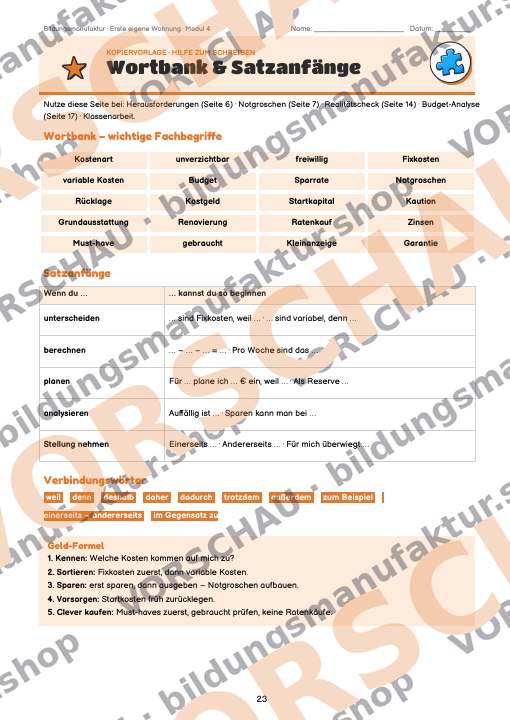 Bildungsmanufaktur · Erste eigene Wohnung · Modul 4 Name: Datum:
KOPIERVORLAGE · HILFE ZUM SCHREIBEN
Wortbank & Satzanfänge
Nutze diese Seite bei: Herausforderungen (Seite 6) · Notgroschen (Seite 7) · Realitätscheck (Seite 14) · Budget-Analyse
(Seite 17) · Klassenarbeit.
Wortbank – wichtige Fachbegriffe
Kostenart unverzichtbar freiwillig Fixkosten
variable Kosten Budget Sparrate Notgroschen
Rücklage Kostgeld Startkapital Kaution
Grundausstattung Renovierung Ratenkauf Zinsen
Must-have gebraucht Kleinanzeige Garantie
Satzanfänge
Wenn du … … kannst du so beginnen
unterscheiden … sind Fixkosten, weil … · … sind variabel, denn …
berechnen … – … – … = … · Pro Woche sind das …
planen Für … plane ich … € ein, weil … · Als Reserve …
analysieren Auffällig ist … · Sparen kann man bei …
Stellung nehmen Einerseits … · Andererseits … · Für mich überwiegt …
Verbindungswörter
weil denn deshalb daher dadurch trotzdem außerdem zum Beispiel
einerseits – andererseits im Gegensatz zu
Geld-Formel
1. Kennen: Welche Kosten kommen auf mich zu?
2. Sortieren: Fixkosten zuerst, dann variable Kosten.
3. Sparen: erst sparen, dann ausgeben – Notgroschen aufbauen.
4. Vorsorgen: Startkosten früh zurücklegen.
5. Clever kaufen: Must-haves zuerst, gebraucht prüfen, keine Ratenkäufe.
23
VORSCHAU · bildungsmanufaktur.shop
VORSCHAU